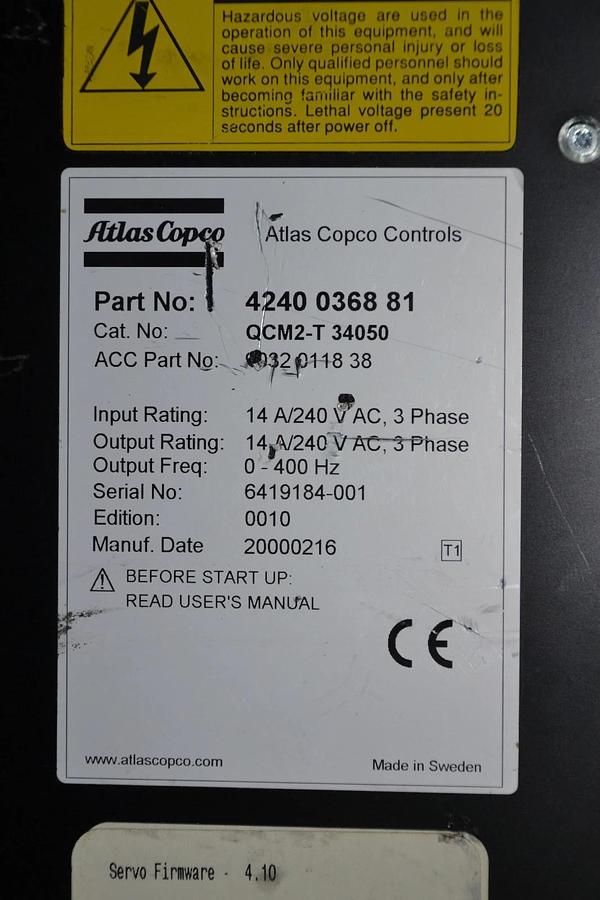 Hazardous voltage are used in the
operation of this equipment, and will
cause severe personal injury or loss
of life. Only qualified personnel should
work on this equipment, and only after
becoming familiar with the safety in-
structions. Lethal voltage present 20
seconds after power off.
Atlas Copco
Atlas Copco Controls
Part No: 4240 0368 81
Cat. No: QCM2-T 34050
ACC Part No: 9032 0118 38
Input Rating: 14 A/240 V AC, 3 Phase
Output Rating: 14 A/240 V AC, 3 Phase
Output Freq: 0 - 400 Hz
Serial No: 6419184-001
Edition: 0010
Manuf. Date 20000216
T1
BEFORE START UP:
READ USER'S MANUAL
CE
www.atlascopco.com
Made in Sweden
Servo Firmware - 4.10